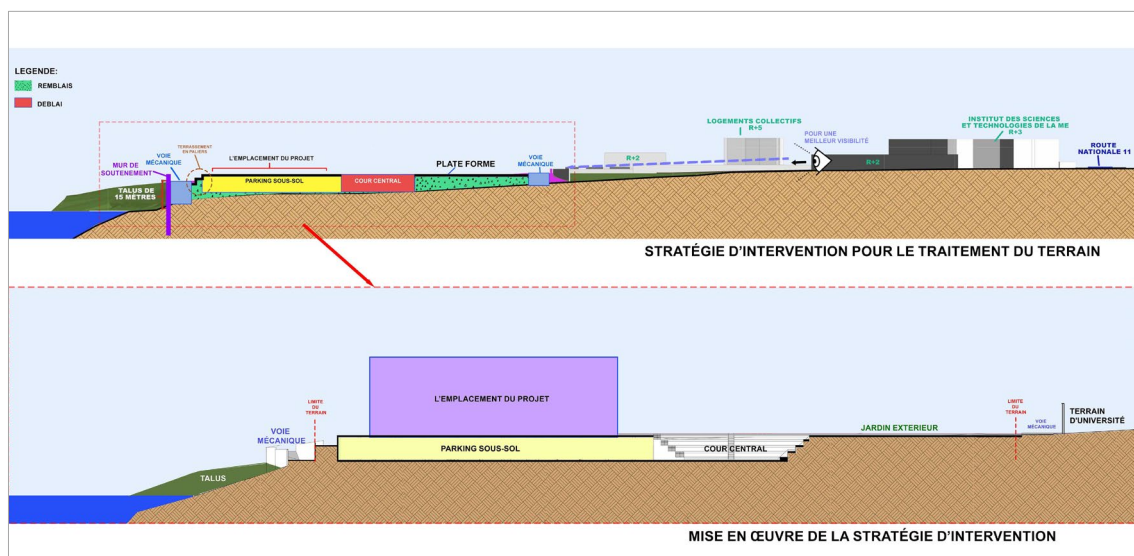 LEGENDE:
REMBLAIS
DEBLAI
MUR DE
SOUTENEMENT
TALUS DE
15 MÈTRES
VOIE
MÉCANIQUE
TERRASSEMENT
EN PALIERS
L'EMPLACEMENT DU PROJET
PARKING SOUS-SOL
COUR CENTRAL
PLATE FORME
VOIE
MÉCANIQUE
R+2
LOGEMENTS COLLECTIFS
R+5
POUR UNE
MEILLEUR VISIBILITÉ
R+2
INSTITUT DES SCIENCES
ET TECHNOLOGIES DE LA ME
R+3
ROUTE
NATIONALE 11
STRATÉGIE D'INTERVENTION POUR LE TRAITEMENT DU TERRAIN
L'EMPLACEMENT DU PROJET
LIMITE
DU
TERRAIN
VOIE
MÉCANIQUE
TALUS
PARKING SOUS-SOL
COUR CENTRAL
JARDIN EXTERIEUR
LIMITE
DU
TERRAIN
VOIE
MÉCANIQUE
TERRAIN
D'UNIVERSITÉ
MISE EN ŒUVRE DE LA STRATÉGIE D'INTERVENTION